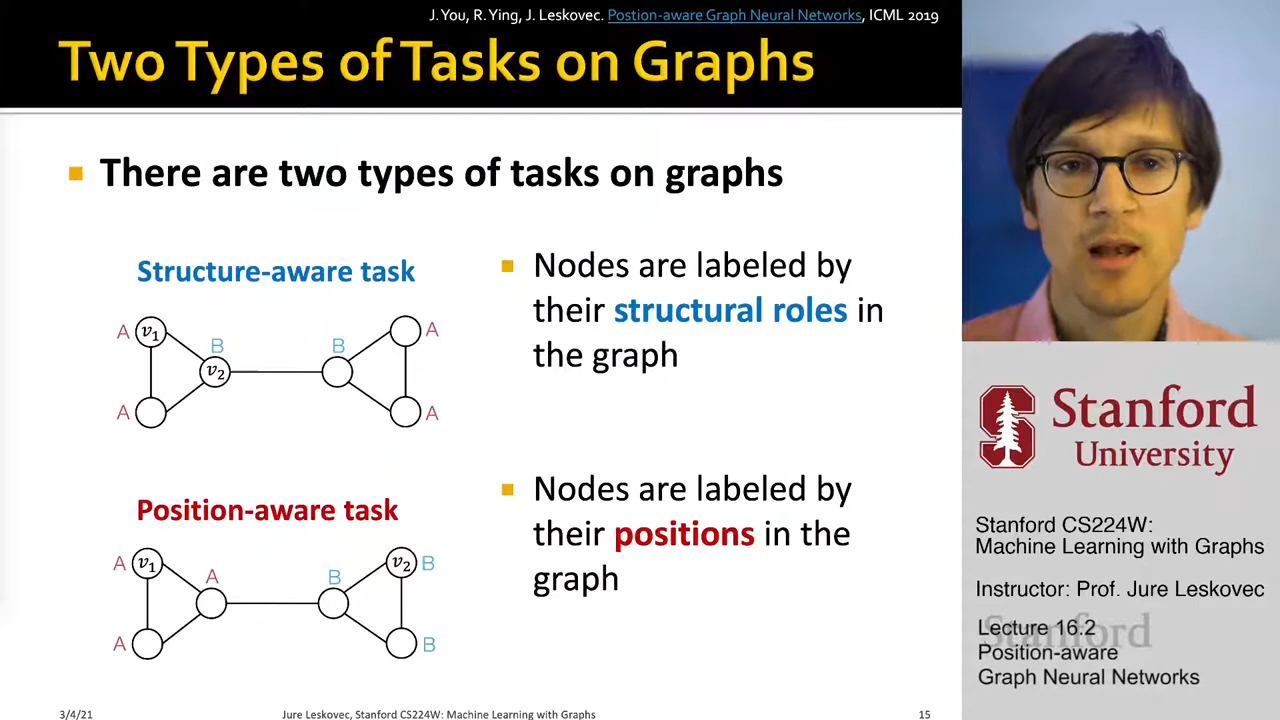 J. You, R. Ying, J. Leskovec. Postion-aware Graph Neural Networks, ICML 2019
Two Types of Tasks on Graphs
There are two types of tasks on graphs
Structure-aware task
A v1
B
v2
A
B
A
A
Nodes are labeled by
their structural roles in
the graph
Position-aware task
A v1
A
A
B
v2 B
B
Nodes are labeled by
their positions in the
graph
3/4/21
Jure Leskovec, Stanford CS224W: Machine Learning with Graphs
15
Stanford
University
Stanford CS224W:
Machine Learning with Graphs
Instructor: Prof. Jure Leskovec
Stanford
Lecture 16.2
Position-aware
Graph Neural Networks